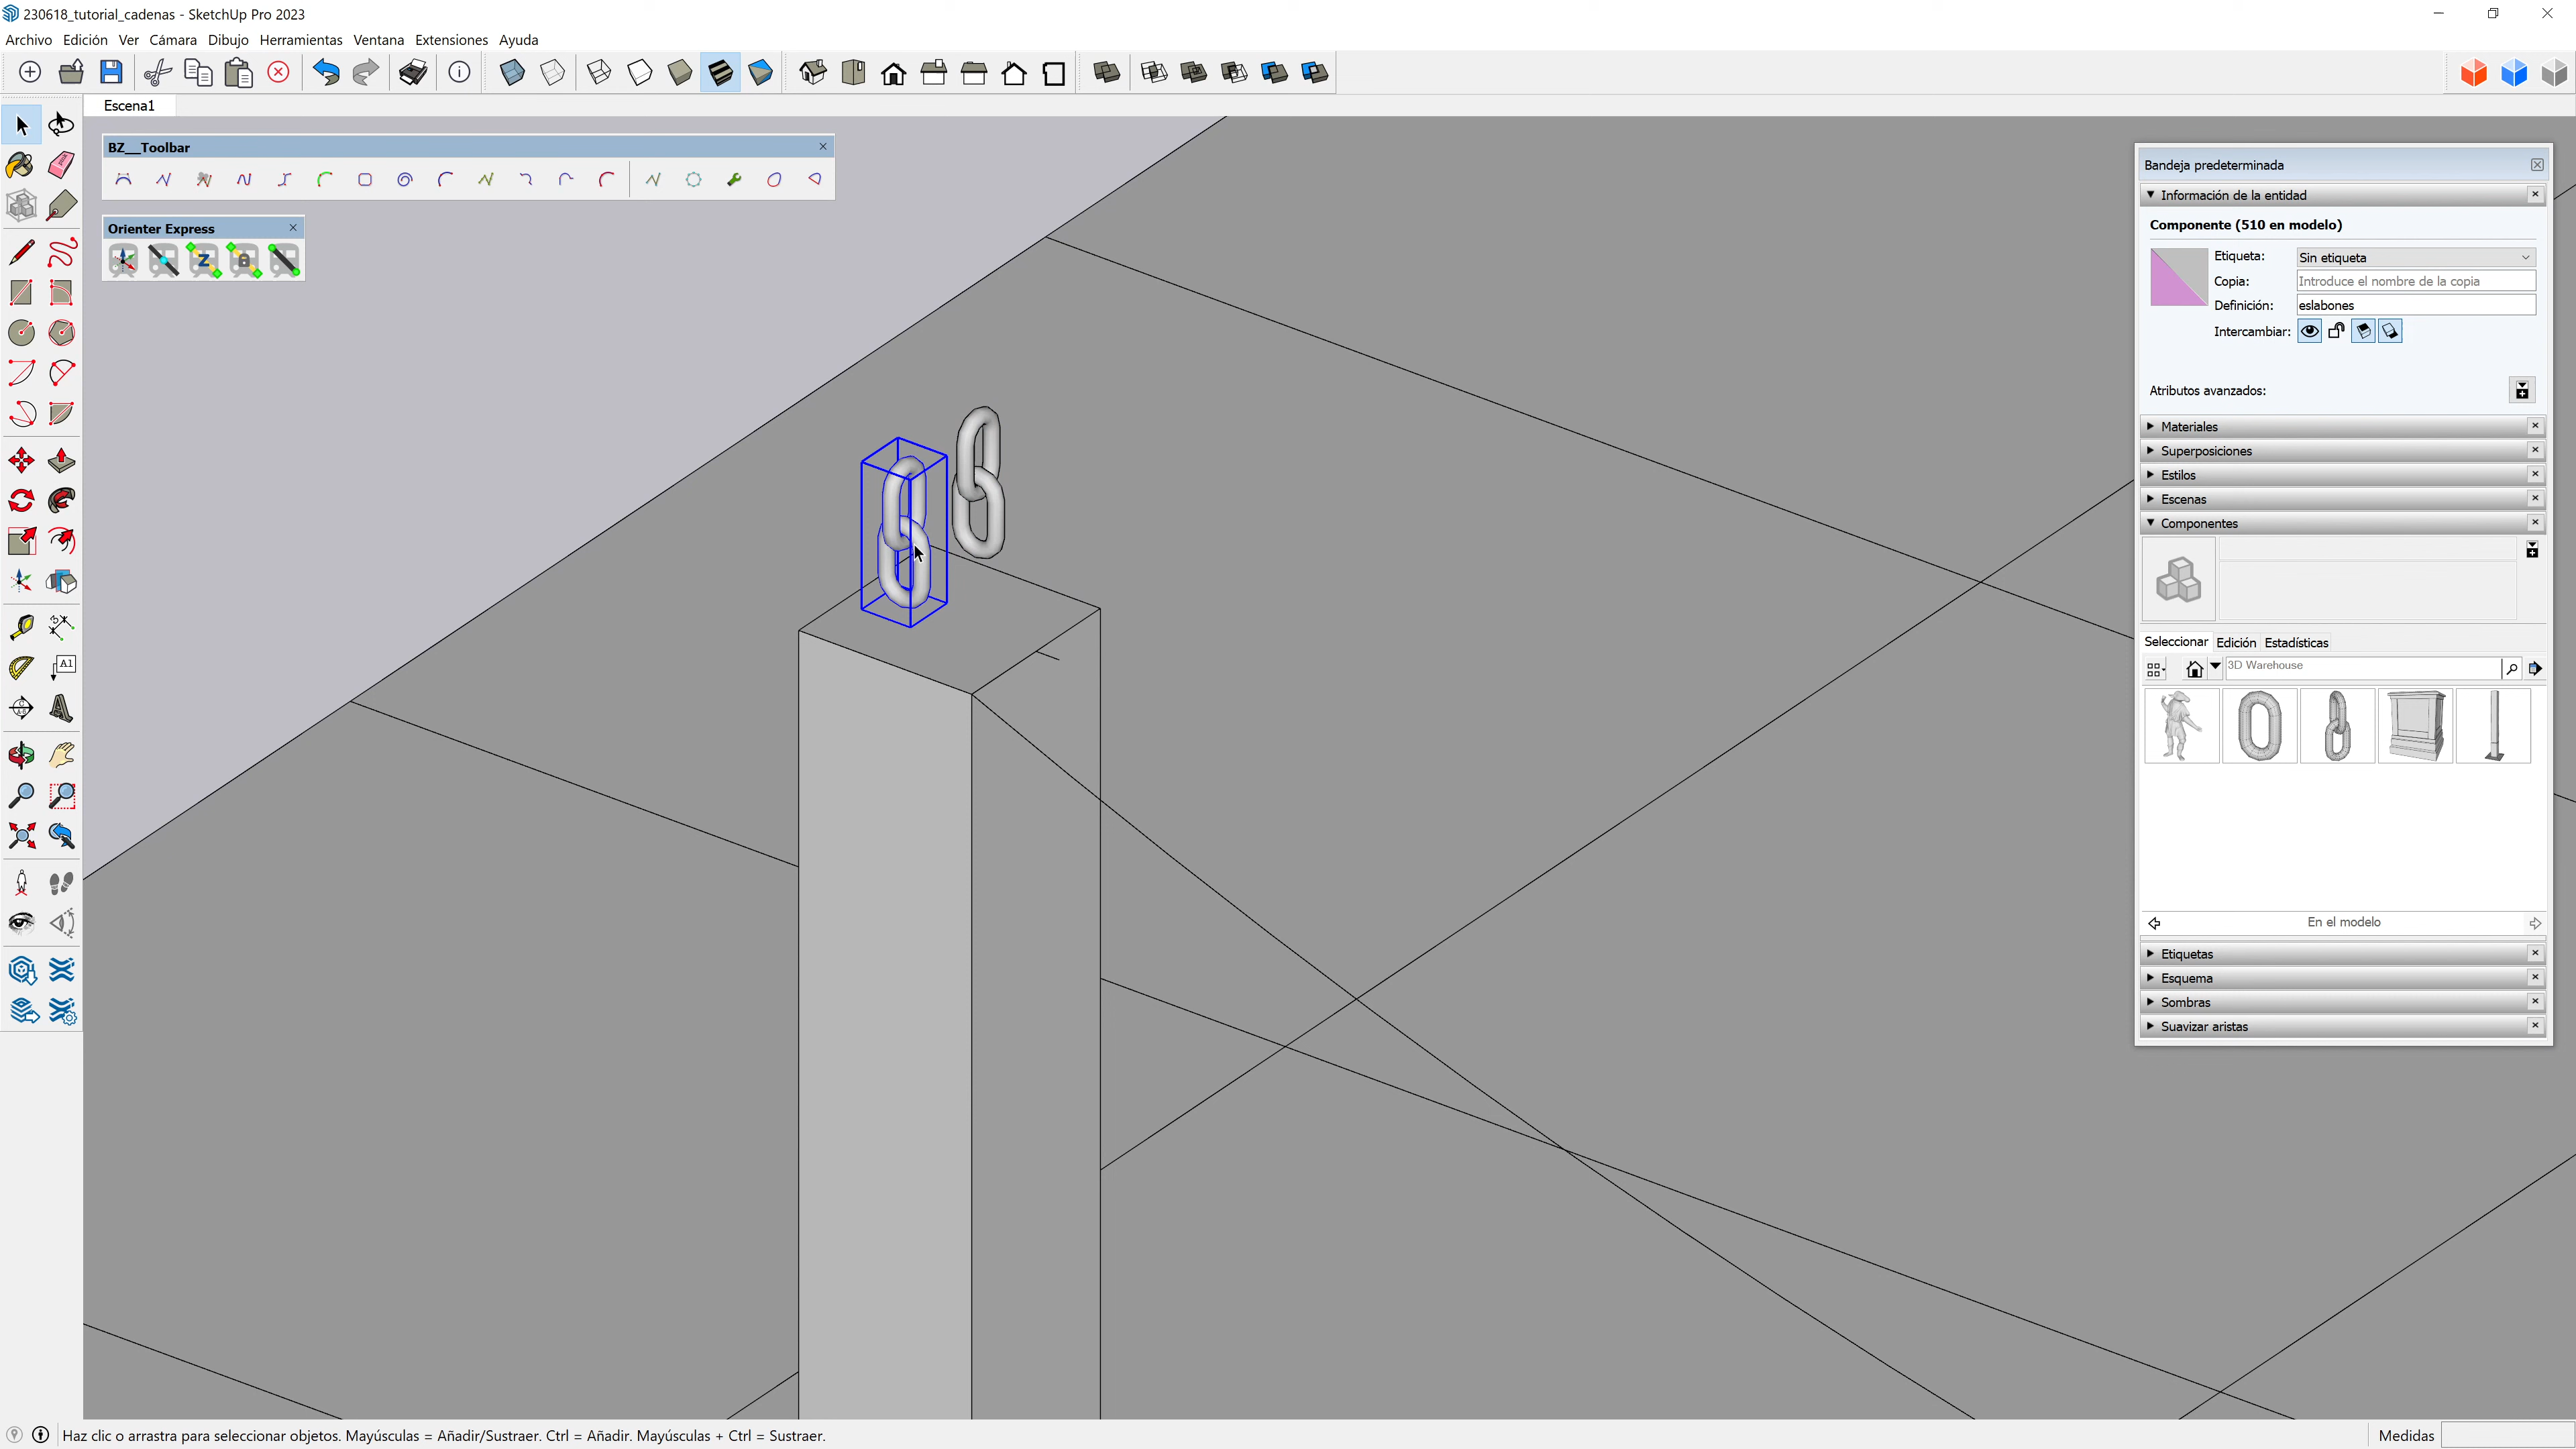 230618_tutorial_cadenas - SketchUp Pro 2023
Archivo Edición Ver Cámara Dibujo Herramientas Ventana Extensiones Ayuda
Escena1
BZ__Toolbar
Orienter Express
Z
A1
Bandeja predeterminada
Información de la entidad
Componente (510 en modelo)
Etiqueta: Sin etiqueta
Copia: Introduce el nombre de la copia
Definición: eslabones
Intercambiar:
Atributos avanzados:
Materiales
Superposiciones
Estilos
Escenas
Componentes
Seleccionar Edición Estadísticas
3D Warehouse
En el modelo
Etiquetas
Esquema
Sombras
Suavizar aristas
Haz clic o arrastra para seleccionar objetos. Mayúsculas = Añadir/Sustraer. Ctrl = Añadir. Mayúsculas + Ctrl = Sustraer.
Medidas